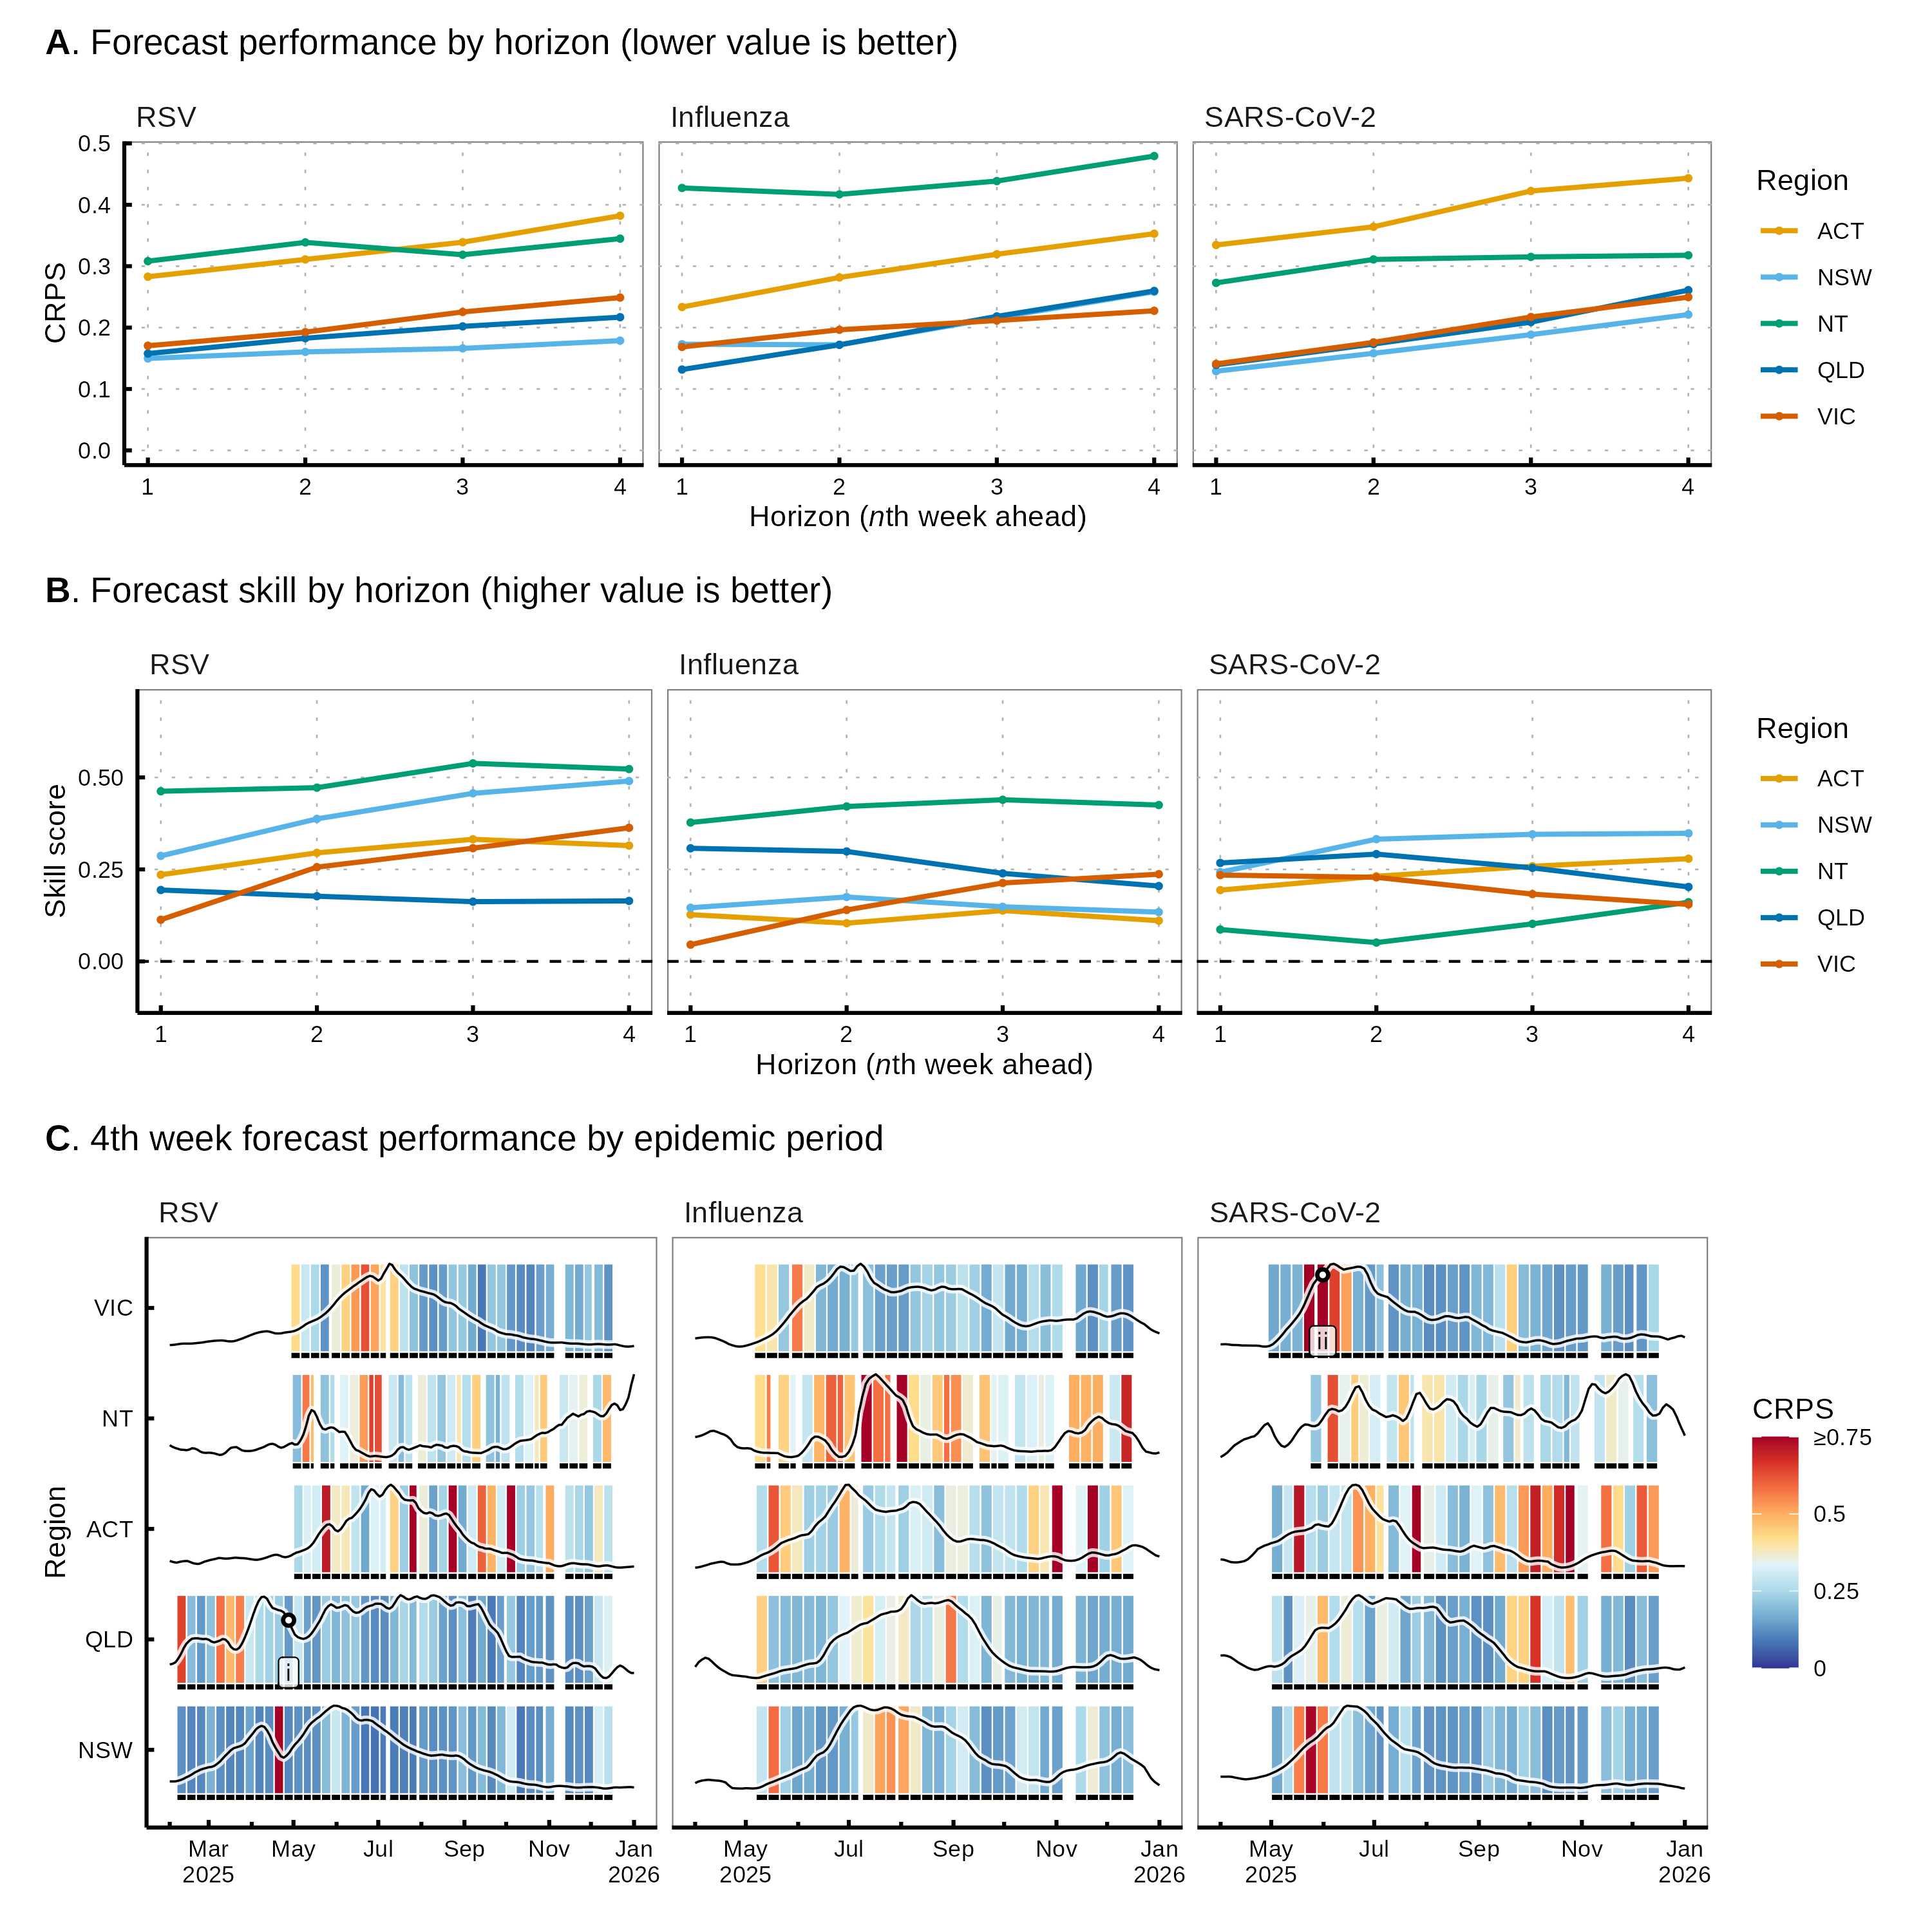 A. Forecast performance by horizon (lower value is better)
RSV
Influenza
SARS-CoV-2
CRPS
0.5
0.4
0.3
0.2
0.1
0.0
1 2 3 4
1 2 3 4
1 2 3 4
Horizon (nth week ahead)
Region
ACT
NSW
NT
QLD
VIC
B. Forecast skill by horizon (higher value is better)
RSV
Influenza
SARS-CoV-2
Skill score
0.50
0.25
0.00
1 2 3 4
1 2 3 4
1 2 3 4
Horizon (nth week ahead)
Region
ACT
NSW
NT
QLD
VIC
C. 4th week forecast performance by epidemic period
RSV
Influenza
SARS-CoV-2
Region
VIC
NT
ACT
QLD
NSW
i
ii
Mar May Jul Sep Nov Jan
2025 2026
May Jul Sep Nov Jan
2025 2026
May Jul Sep Nov Jan
2025 2026
CRPS
≥0.75
0.5
0.25
0